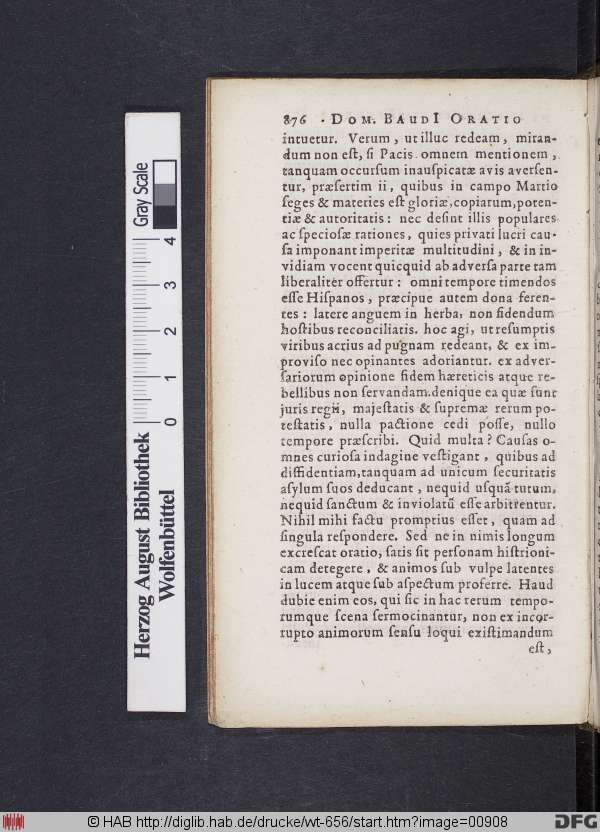 876 · DOM. BAUDI ORATIO
intuetur. Verum, ut illuc redeam, miran-
dum non eſt, ſi Pacis omnem mentionem,
tanquam occurſum inauſpicatæ avis averſen-
tur, præſertim ii, quibus in campo Martio
ſeges & materies eſt gloriæ, copiarum, poten-
tiæ & autoritatis: nec deſint illis populares
ac ſpecioſæ rationes, quies privati lucri cau-
ſa imponant imperitæ multitudini, & in in-
vidiam vocent quicquid ab adverſa parte tam
liberaliter offertur: omni tempore timendos
eſſe Hiſpanos, præcipue autem dona feren-
tes: latere anguem in herba, non fidendum
hoſtibus reconciliatis. hoc agi, ut reſumptis
viribus acrius ad pugnam redeant, & ex im-
proviſo nec opinantes adoriantur. ex adver-
ſariorum opinione fidem hæreticis atque re-
bellibus non ſervandam. denique ea quæ ſunt
juris regii, majeſtatis & ſupremæ rerum po-
teſtatis, nulla pactione cedi poſſe, nullo
tempore præſcribi. Quid multa? Cauſas o-
mnes curioſa indagine veſtigant, quibus ad
diffidentiam, tanquam ad unicum ſecuritatis
aſylum ſuos deducant, nequid uſquã tutum,
nequid ſanctum & inviolatũ eſſe arbitrentur.
Nihil mihi factu promptius eſſet, quam ad
ſingula reſpondere. Sed ne in nimis longum
excreſcat oratio, ſatis ſit perſonam hiſtrioni-
cam detegere, & animos ſub vulpe latentes
in lucem atque ſub aſpectum proferre. Haud
dubie enim eos, qui ſic in hac rerum tempo-
rumque ſcena ſermocinantur, non ex incor-
rupto animorum ſenſu loqui exiſtimandum
eſt,
Gray Scale
0 1 2 3 4
Herzog August Bibliothek
Wolfenbüttel
© HAB http://diglib.hab.de/drucke/wt-656/start.htm?image=00908
DFG